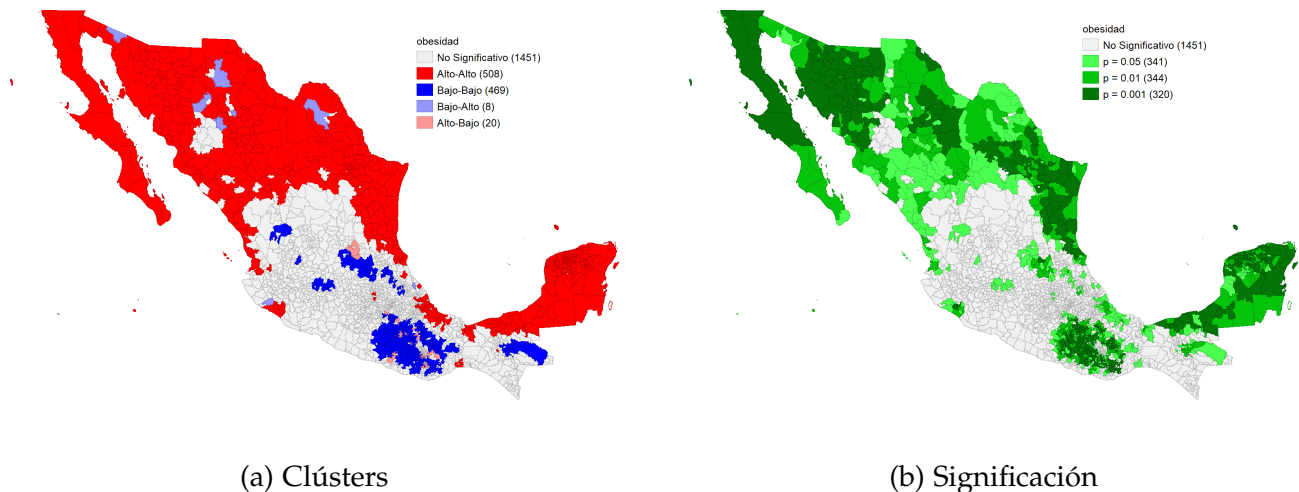 obesidad
No Significativo (1451)
Alto-Alto (508)
Bajo-Bajo (469)
Bajo-Alto (8)
Alto-Bajo (20)
obesidad
No Significativo (1451)
p = 0.05 (341)
p = 0.01 (344)
p = 0.001 (320)
(a) Clústers
(b) Significación